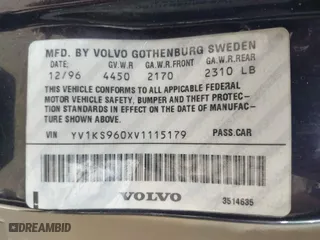 MFD. BY VOLVO GOTHENBURG SWEDEN
DATE G.V.W.R G.A.W.R.FRONT GA.W.R.REAR
12/96 4450 2170 2310 LB
THIS VEHICLE CONFORMS TO ALL APPLICABLE FEDERAL
MOTOR VEHICLE SAFETY, BUMPER AND THEFT PROTEC-
TION STANDARDS IN EFFECT ON THE DATE OF MANUFAC-
TURE SHOWN ABOVE.
VIN YV1KS960XV1115179 PASS.CAR
VOLVO
3514635
DREAMBID